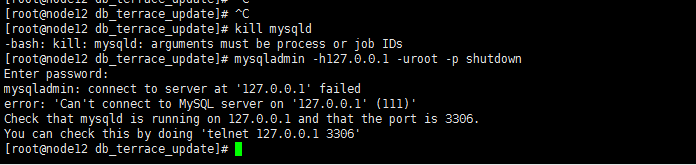 [root@node12 db_terrace_update]# ^C
[root@node12 db_terrace_update]# ^C
[root@node12 db_terrace_update]# kill mysqld
-bash: kill: mysqld: arguments must be process or job IDs
[root@node12 db_terrace_update]# mysqladmin -h127.0.0.1 -uroot -p shutdown
Enter password:
mysqladmin: connect to server at '127.0.0.1' failed
error: 'Can't connect to MySQL server on '127.0.0.1' (111)'
Check that mysqld is running on 127.0.0.1 and that the port is 3306.
You can check this by doing 'telnet 127.0.0.1 3306'
[root@node12 db_terrace_update]#